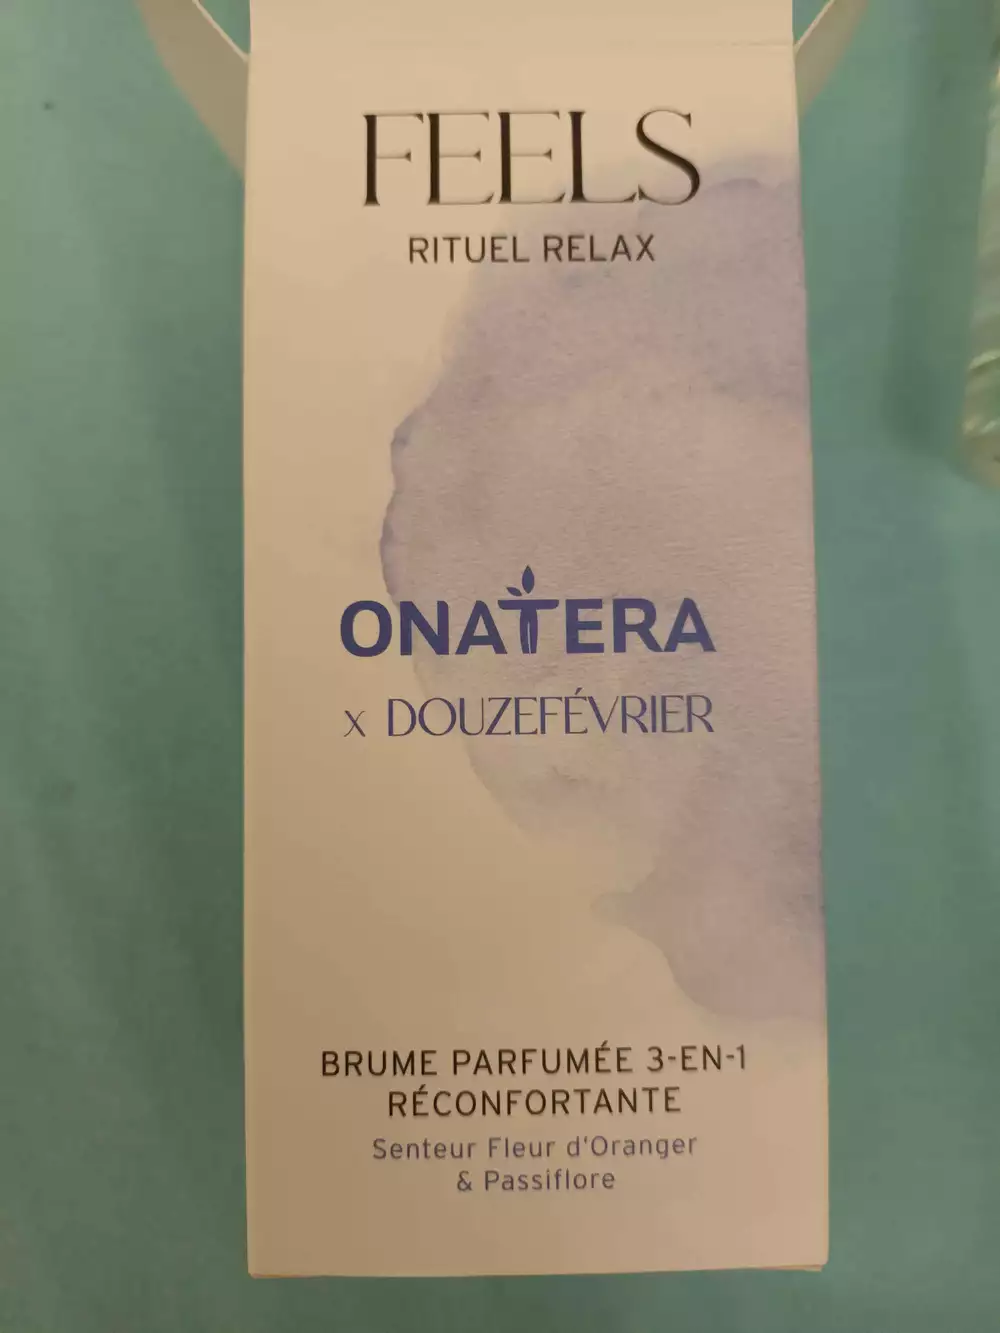 FEELS
RITUEL RELAX
ONATERA
x DOUZEFÉVRIER
BRUME PARFUMÉE 3-EN-1
RÉCONFORTANTE
Senteur Fleur d'Oranger
& Passiflore